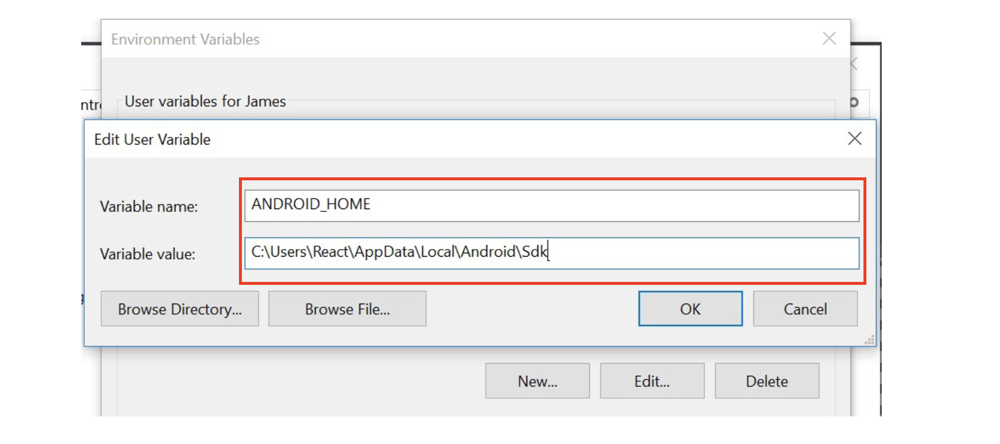 Environment Variables
User variables for James
Edit User Variable
Variable name:
ANDROID_HOME
Variable value:
C:\Users\React\AppData\Local\Android\Sdk
Browse Directory...
Browse File...
OK
Cancel
New...
Edit...
Delete